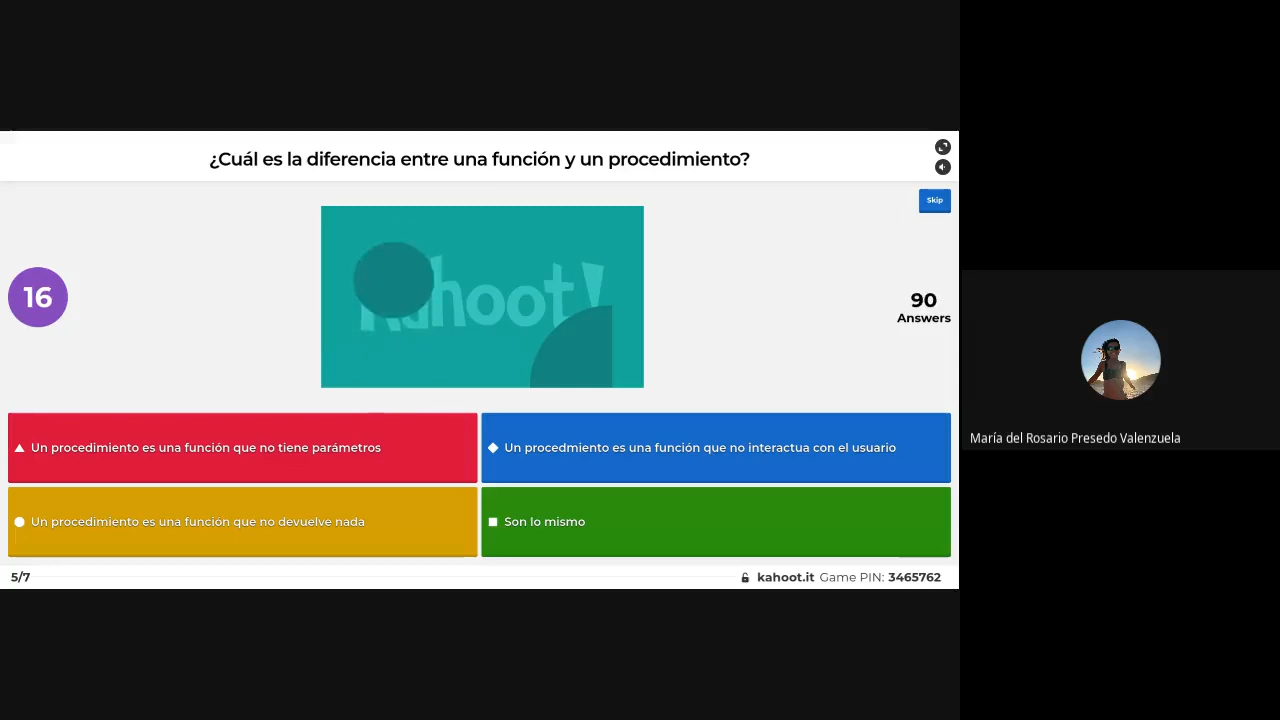 ¿Cuál es la diferencia entre una función y un procedimiento?
Skip
Kahoot!
16
90
Answers
Un procedimiento es una función que no tiene parámetros
Un procedmiento es una función que no interactua con el usuario
Un procedimiento es una función que no devuelve nada
Son lo mismo
5/7
kahoot.it Game PIN: 3465762
María del Rosario Presedo Valenzuela